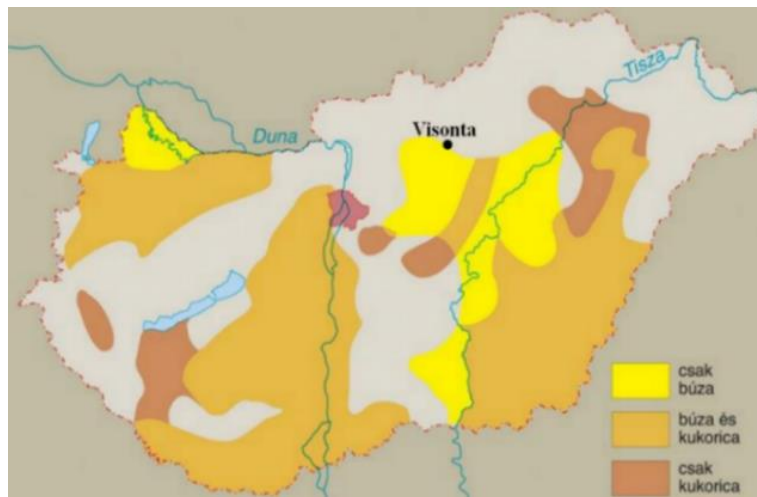 Tisza
Visonta
Duna
csak
búza
búza és
kukorica
csak
kukorica